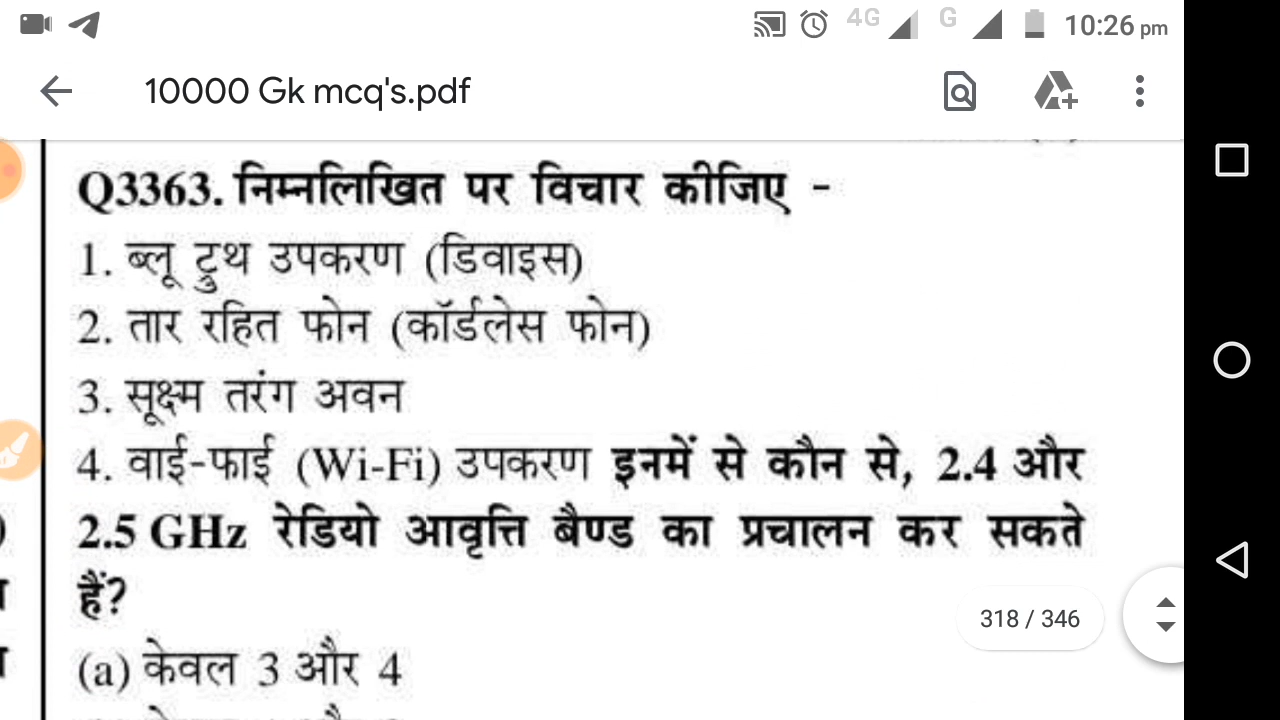 4G G 10:26 pm
10000 Gk mcq's.pdf
Q3363. निम्नलिखित पर विचार कीजिए -
1. ब्लू ट्रुथ उपकरण (डिवाइस)
2. तार रहित फोन (कॉर्डलेस फोन)
3. सूक्ष्म तरंग अवन
4. वाई-फाई (Wi-Fi) उपकरण इनमें से कौन से, 2.4 और
2.5 GHz रेडियो आवृत्ति बैण्ड का प्रचालन कर सकते
हैं?
318 / 346
(a) केवल 3 और 4